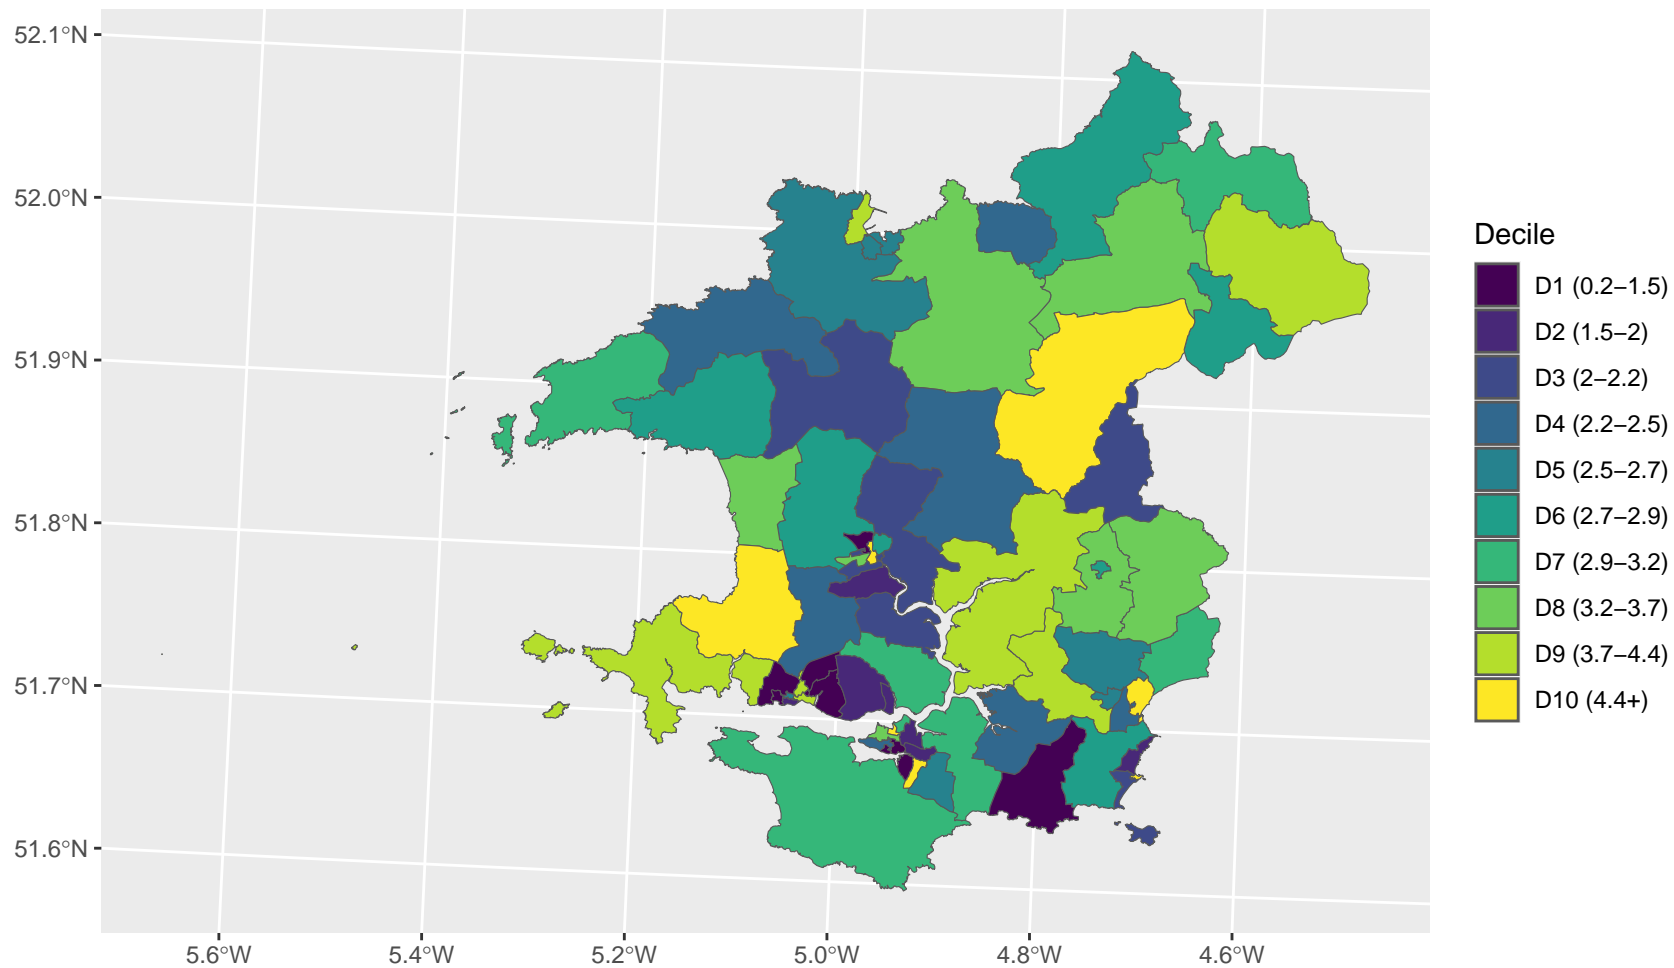 52.1°N
52.0°N
51.9°N
51.8°N
51.7°N
51.6°N
5.6°W
5.4°W
5.2°W
5.0°W
4.8°W
4.6°W
Decile
D1 (0.2–1.5)
D2 (1.5–2)
D3 (2–2.2)
D4 (2.2–2.5)
D5 (2.5–2.7)
D6 (2.7–2.9)
D7 (2.9–3.2)
D8 (3.2–3.7)
D9 (3.7–4.4)
D10 (4.4+)